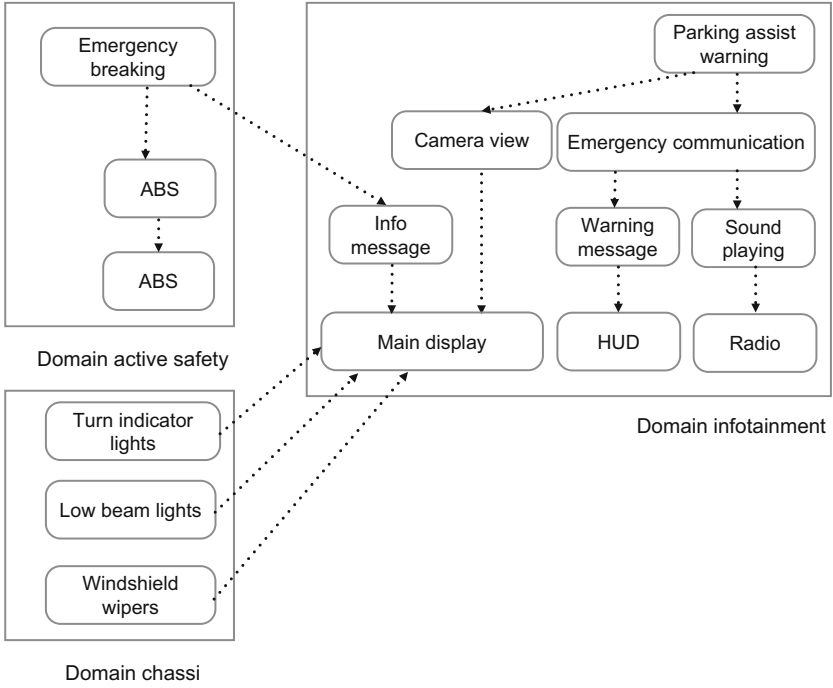 Emergency
breaking
ABS
ABS
Domain active safety
Parking assist
warning
Camera view
Emergency communication
Info
message
Warning
message
Sound
playing
Main display
HUD
Radio
Domain infotainment
Turn indicator
lights
Low beam lights
Windshield
wipers
Domain chassi